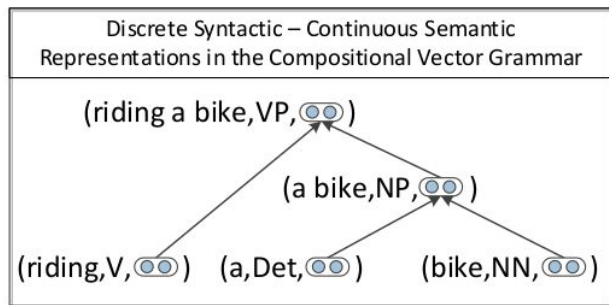 Discrete Syntactic – Continuous Semantic
Representations in the Compositional Vector Grammar
(riding a bike,VP, )
(a bike,NP, )
(riding,V, ) (a,Det, ) (bike,NN, )